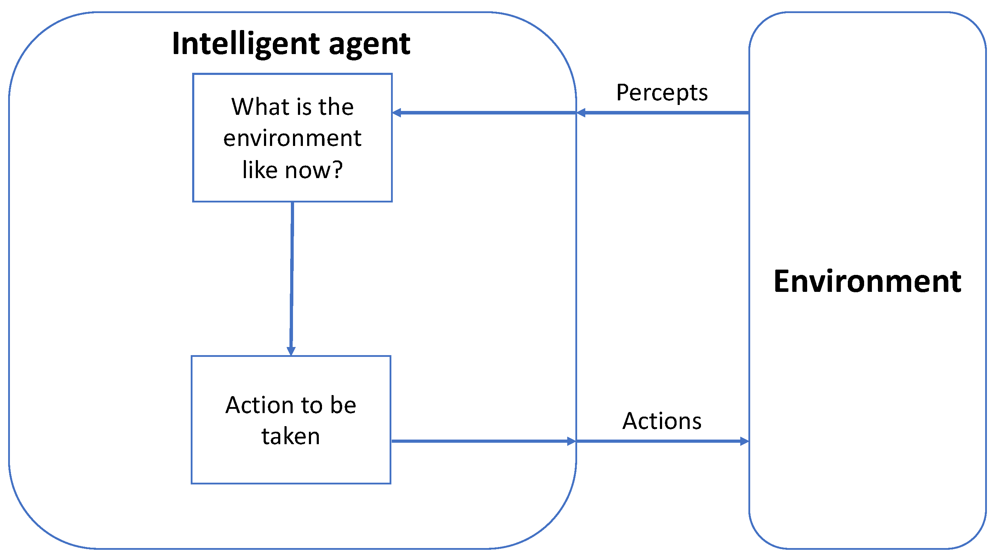 Intelligent agent
What is the
environment
like now?
Percepts
Environment
Action to be
taken
Actions